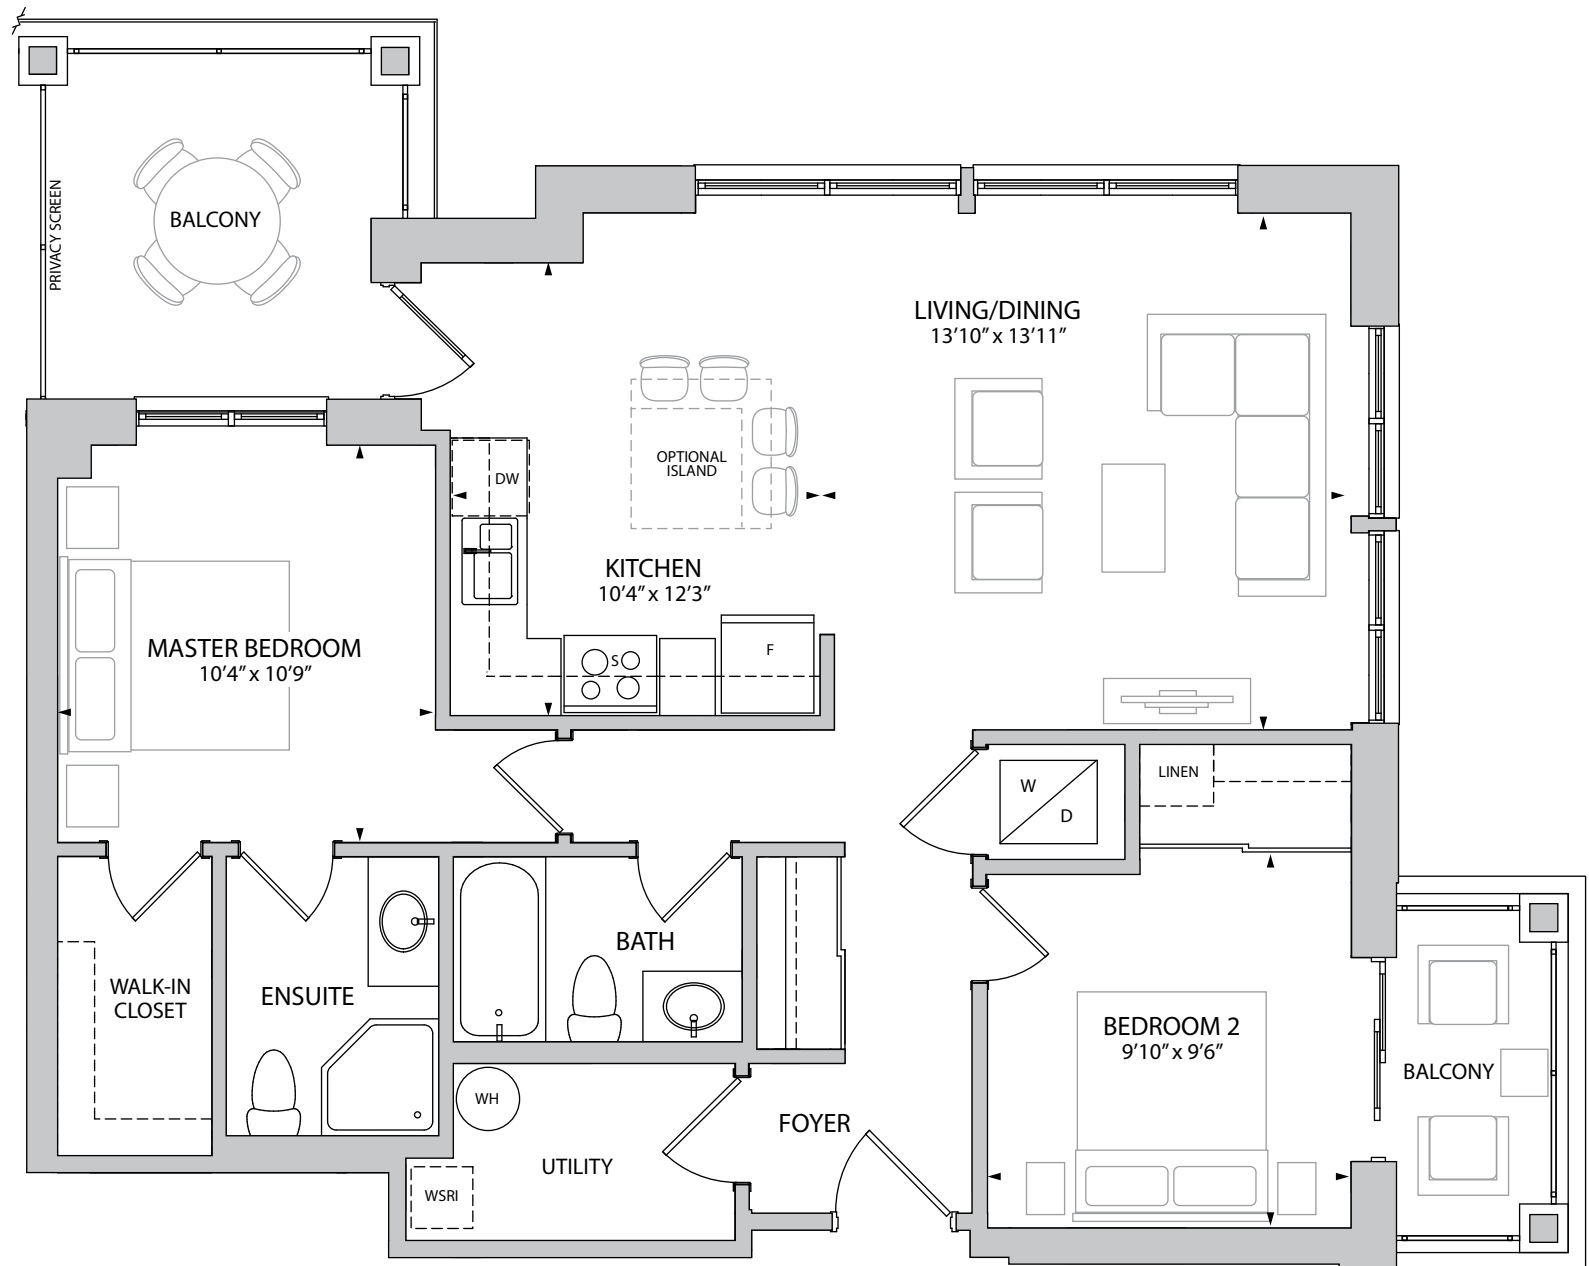 PRIVACY SCREEN
BALCONY
LIVING/DINING
13’10” x 13’11”
OPTIONAL
ISLAND
DW
KITCHEN
10’4” x 12’3”
MASTER BEDROOM
10’4” x 10’9”
S
F
W
D
LINEN
BATH
WALK-IN
CLOSET
ENSUITE
BEDROOM 2
9’10” x 9’6”
BALCONY
WH
FOYER
UTILITY
WSRI